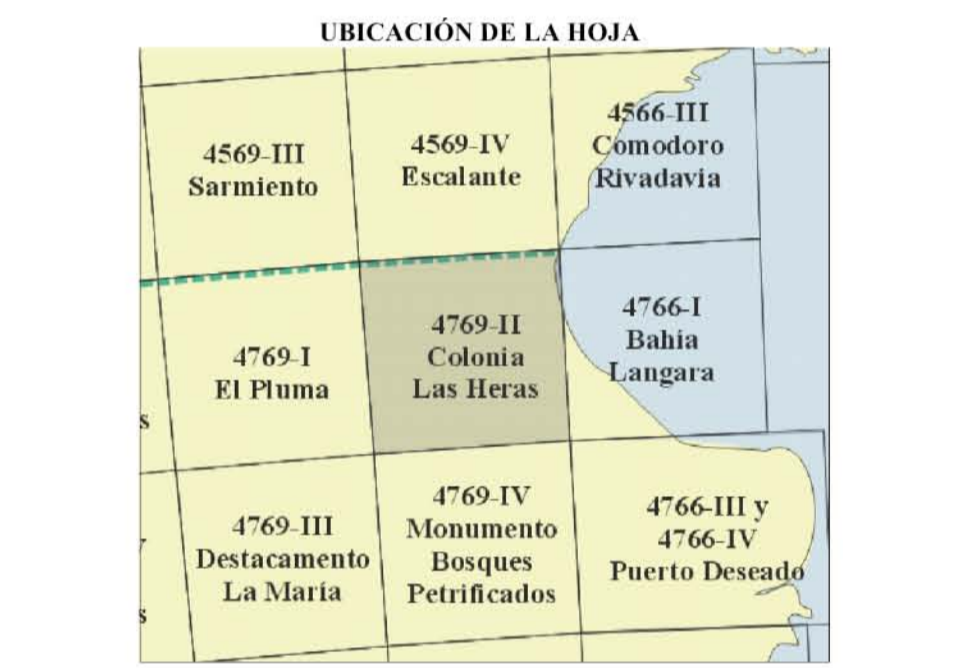 UBICACIÓN DE LA HOJA
4569-III
Sarmiento
4569-IV
Escalante
4566-III
Comodoro
Rivadavia
4769-I
El Pluma
4769-II
Colonia
Las Heras
4766-I
Bahía
Langara
s
4769-III
Destacamento
La María
4769-IV
Monumento
Bosques
Petrificados
4766-III y
4766-IV
Puerto Deseado
s